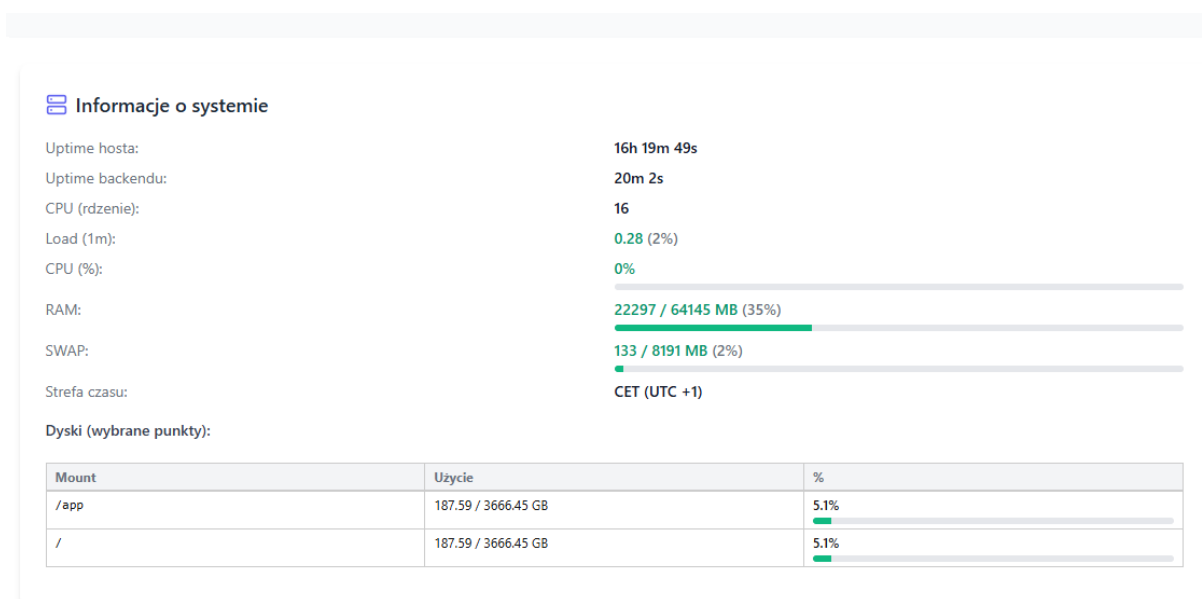 Informacje o systemie
Uptime hosta: 16h 19m 49s
Uptime backendu: 20m 2s
CPU (rdzenie): 16
Load (1m): 0.28 (2%)
CPU (%): 0%
RAM: 22297 / 64145 MB (35%)
SWAP: 133 / 8191 MB (2%)
Strefa czasu: CET (UTC +1)
Dyski (wybrane punkty):
Mount Użycie %
/app 187.59 / 3666.45 GB 5.1%
/ 187.59 / 3666.45 GB 5.1%